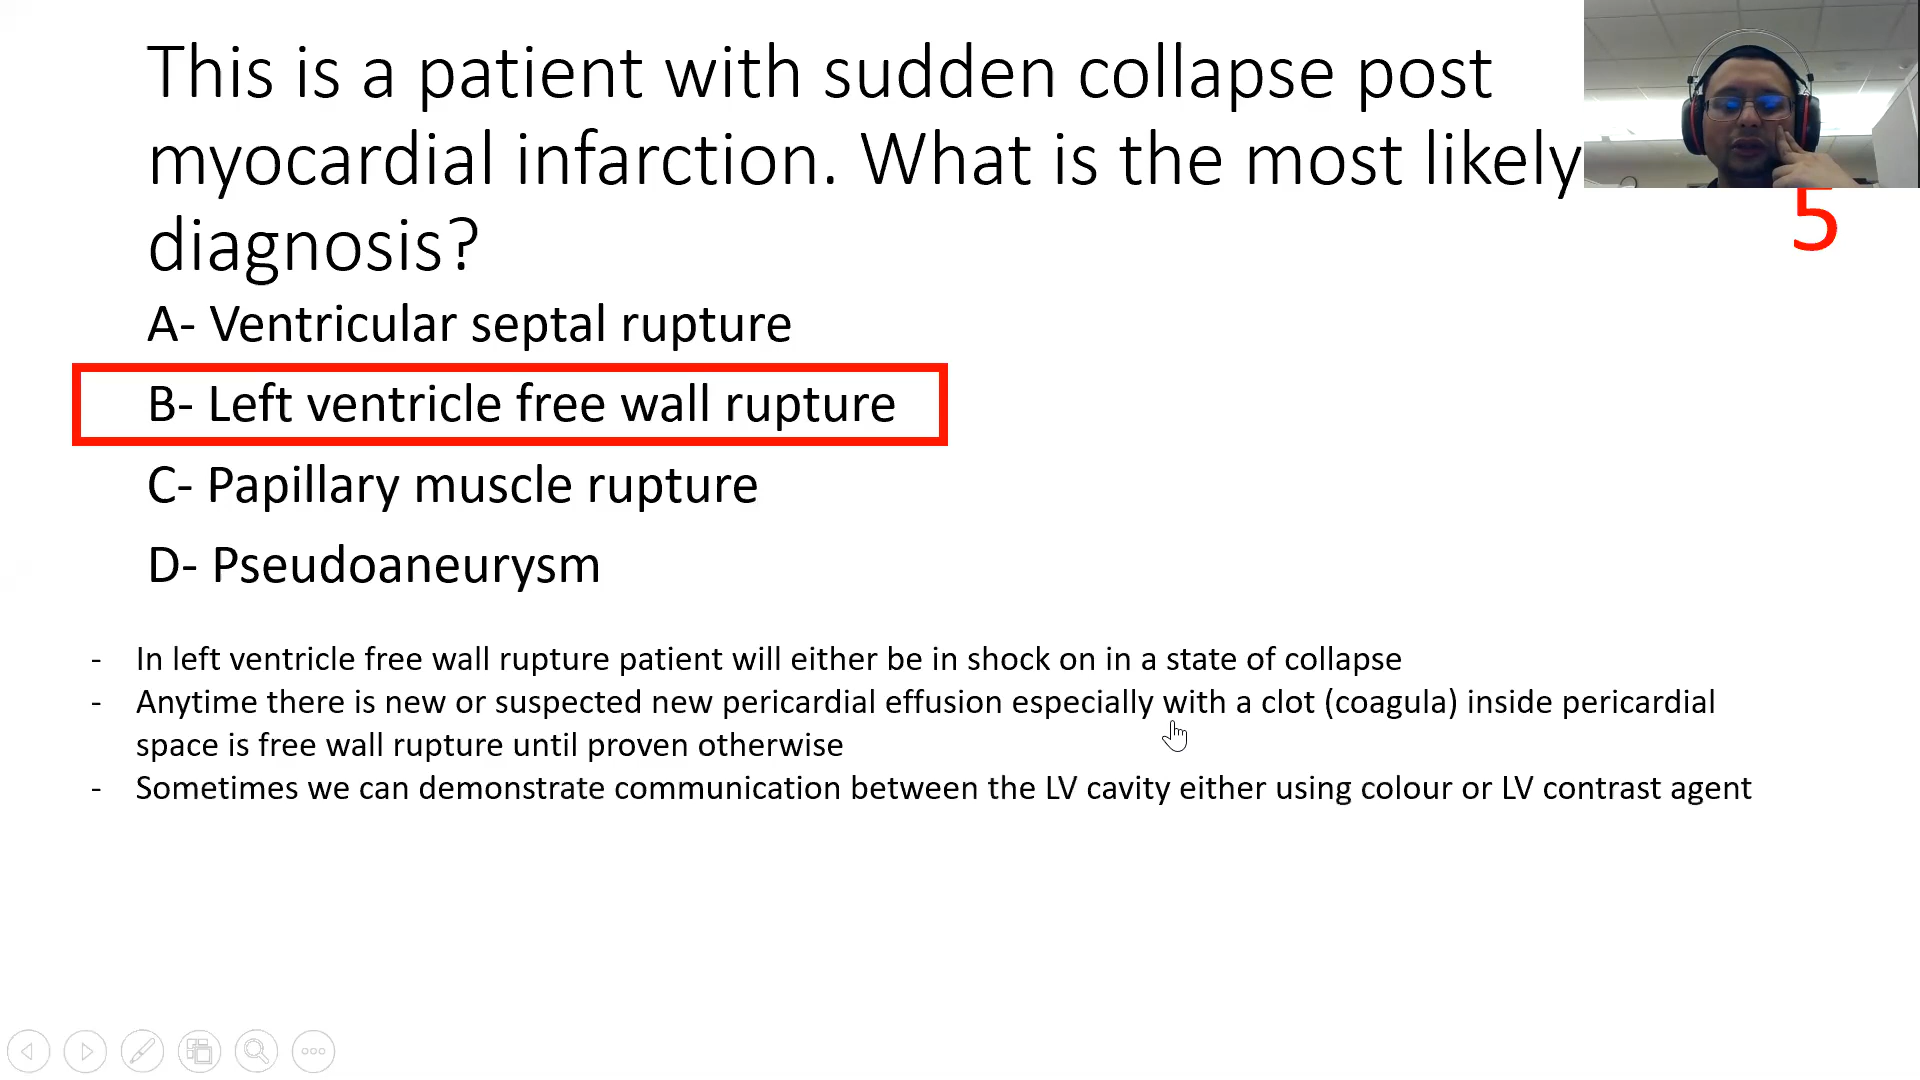 This is a patient with sudden collapse post
myocardial infarction. What is the most likely
diagnosis?
5
A- Ventricular septal rupture
B- Left ventricle free wall rupture
C- Papillary muscle rupture
D- Pseudoaneurysm
- In left ventricle free wall rupture patient will either be in shock on in a state of collapse
- Anytime there is new or suspected new pericardial effusion especially with a clot (coagula) inside pericardial
space is free wall rupture until proven otherwise
- Sometimes we can demonstrate communication between the LV cavity either using colour or LV contrast agent